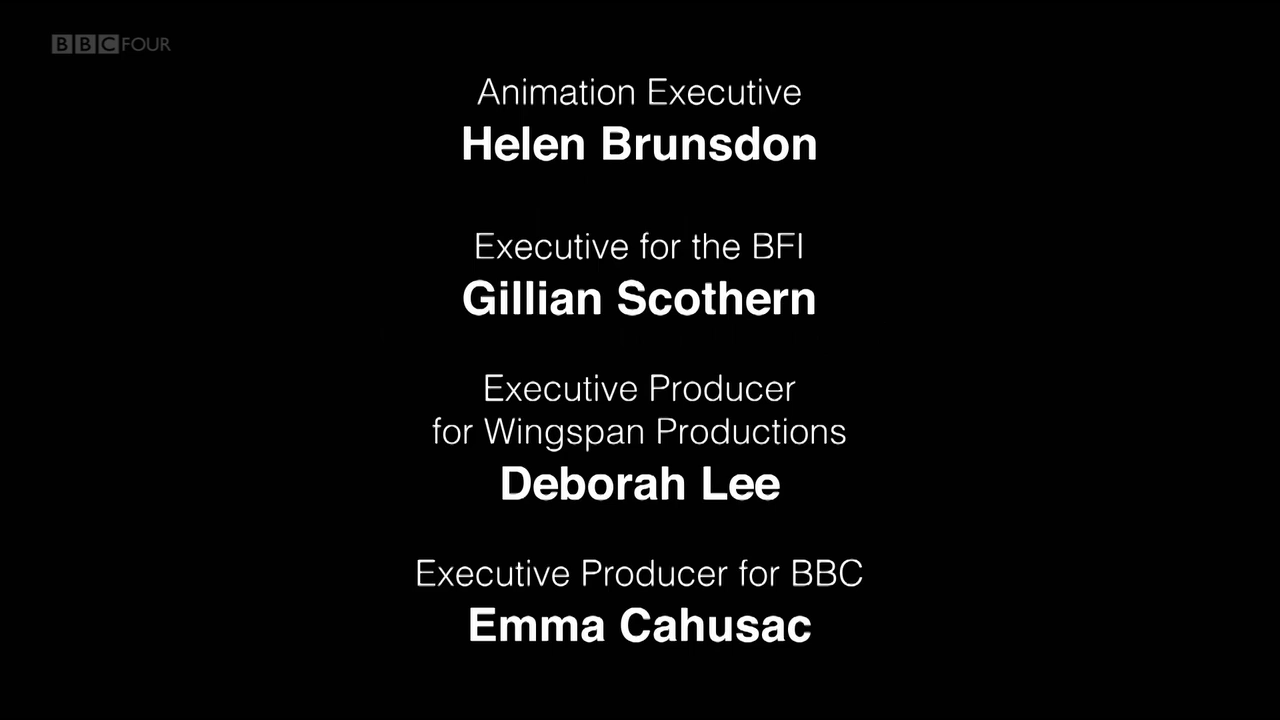 BBC FOUR
Animation Executive
Helen Brunsdon
Executive for the BFI
Gillian Scothern
Executive Producer
for Wingspan Productions
Deborah Lee
Executive Producer for BBC
Emma Cahusac